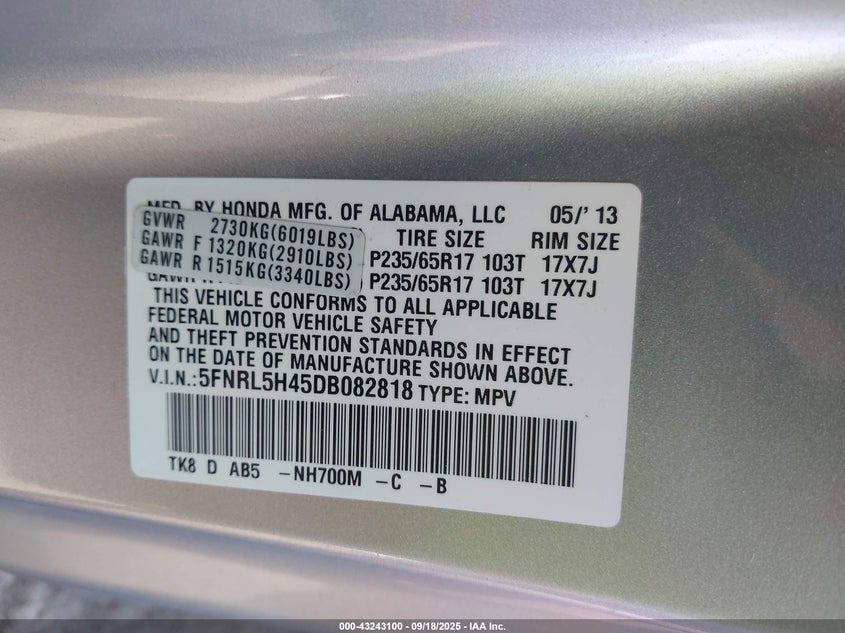 MFD. BY HONDA MFG. OF ALABAMA, LLC 05/'13
GVWR 2730KG(6019LBS) TIRE SIZE RIM SIZE
GAWR F 1320KG(2910LBS) P235/65R17 103T 17X7J
GAWR R 1515KG(3340LBS) P235/65R17 103T 17X7J
THIS VEHICLE CONFORMS TO ALL APPLICABLE
FEDERAL MOTOR VEHICLE SAFETY
AND THEFT PREVENTION STANDARDS IN EFFECT
ON THE DATE OF MANUFACTURE SHOWN ABOVE.
V.I.N.:5FNRL5H45DB082818 TYPE: MPV
TK8 D AB5 -NH700M -C -B
000-43243100 - 09/18/2025 - IAA Inc.